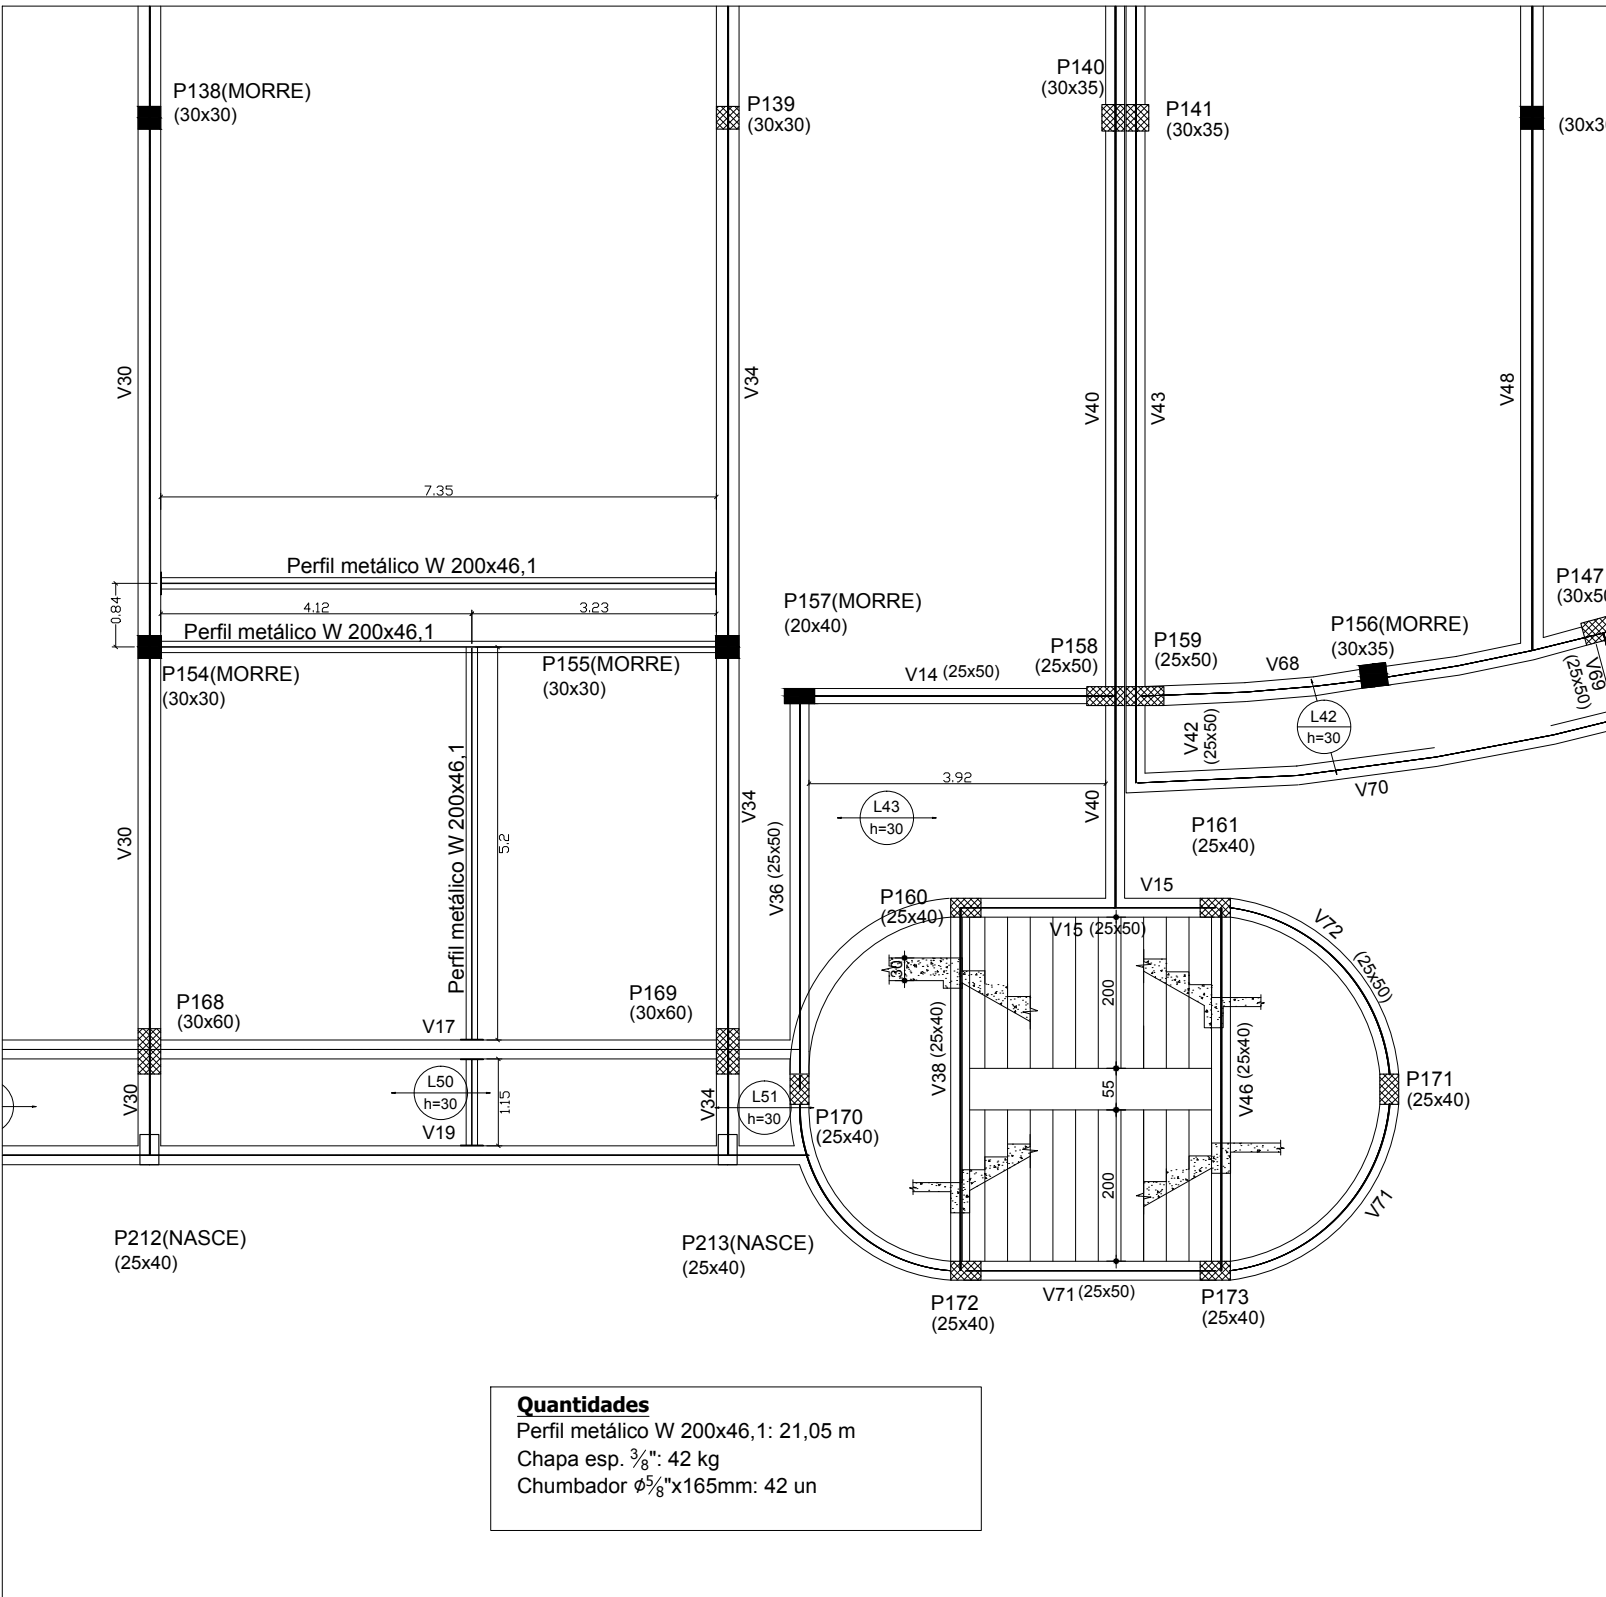 P138(MORRE)
(30x30)
P139
(30x30)
P140
(30x35)
P141
(30x35)
V30
V34
V40
V43
V48
7.35
Perfil metálico W 200x46,1
0.84
4.12
3.23
Perfil metálico W 200x46,1
P154(MORRE)
(30x30)
P155(MORRE)
(30x30)
P157(MORRE)
(20x40)
P158
(25x50)
P159
(25x50)
P156(MORRE)
(30x35)
P147
V14 (25x50)
V68
V69
(25x50)
V42
(25x50)
L42
h=30
V70
3.92
L43
h=30
V30
Perfil metálico W 200x46,1
5.2
V34
V36 (25x50)
V40
P161
(25x40)
V15
P160
(25x40)
V15 (25x50)
V72
(25x50)
30
200
V38 (25x40)
55
V46 (25x40)
200
P168
(30x60)
P169
(30x60)
V17
V30
L50
h=30
1.15
V19
V34
L51
h=30
P170
(25x40)
P171
(25x40)
V71
P212(NASCE)
(25x40)
P213(NASCE)
(25x40)
P172
(25x40)
V71 (25x50)
P173
(25x40)
Quantidades
Perfil metálico W 200x46,1: 21,05 m
Chapa esp. 3/8": 42 kg
Chumbador ø5/8"x165mm: 42 un